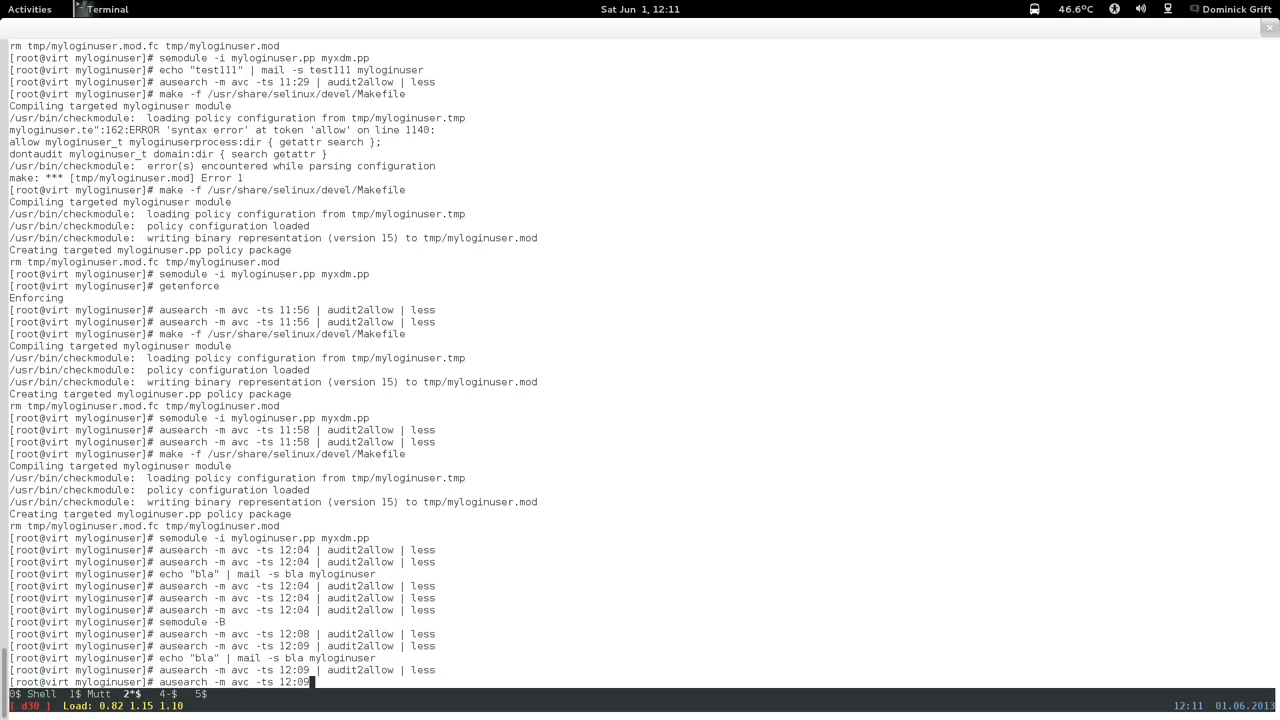 Activities Terminal Sat Jun 1, 12:11 46.6°C Dominick Grift
rm tmp/myloginuser.mod.fc tmp/myloginuser.mod
[root@virt myloginuser]# semodule -i myloginuser.pp myxdm.pp
[root@virt myloginuser]# echo "test111" | mail -s test111 myloginuser
[root@virt myloginuser]# ausearch -m avc -ts 11:29 | audit2allow | less
[root@virt myloginuser]# make -f /usr/share/selinux/devel/Makefile
Compiling targeted myloginuser module
/usr/bin/checkmodule:  loading policy configuration from tmp/myloginuser.tmp
myloginuser.te":162:ERROR 'syntax error' at token 'allow' on line 1140:
allow myloginuser_t myloginuserprocess:dir { getattr search };
dontaudit myloginuser_t domain:dir { search getattr }
/usr/bin/checkmodule:  error(s) encountered while parsing configuration
make: *** [tmp/myloginuser.mod] Error 1
[root@virt myloginuser]# make -f /usr/share/selinux/devel/Makefile
Compiling targeted myloginuser module
/usr/bin/checkmodule:  loading policy configuration from tmp/myloginuser.tmp
/usr/bin/checkmodule:  policy configuration loaded
/usr/bin/checkmodule:  writing binary representation (version 15) to tmp/myloginuser.mod
Creating targeted myloginuser.pp policy package
rm tmp/myloginuser.mod.fc tmp/myloginuser.mod
[root@virt myloginuser]# semodule -i myloginuser.pp myxdm.pp
[root@virt myloginuser]# getenforce
Enforcing
[root@virt myloginuser]# ausearch -m avc -ts 11:56 | audit2allow | less
[root@virt myloginuser]# ausearch -m avc -ts 11:56 | audit2allow | less
[root@virt myloginuser]# make -f /usr/share/selinux/devel/Makefile
Compiling targeted myloginuser module
/usr/bin/checkmodule:  loading policy configuration from tmp/myloginuser.tmp
/usr/bin/checkmodule:  policy configuration loaded
/usr/bin/checkmodule:  writing binary representation (version 15) to tmp/myloginuser.mod
Creating targeted myloginuser.pp policy package
rm tmp/myloginuser.mod.fc tmp/myloginuser.mod
[root@virt myloginuser]# semodule -i myloginuser.pp myxdm.pp
[root@virt myloginuser]# ausearch -m avc -ts 11:58 | audit2allow | less
[root@virt myloginuser]# ausearch -m avc -ts 11:58 | audit2allow | less
[root@virt myloginuser]# make -f /usr/share/selinux/devel/Makefile
Compiling targeted myloginuser module
/usr/bin/checkmodule:  loading policy configuration from tmp/myloginuser.tmp
/usr/bin/checkmodule:  policy configuration loaded
/usr/bin/checkmodule:  writing binary representation (version 15) to tmp/myloginuser.mod
Creating targeted myloginuser.pp policy package
rm tmp/myloginuser.mod.fc tmp/myloginuser.mod
[root@virt myloginuser]# semodule -i myloginuser.pp myxdm.pp
[root@virt myloginuser]# ausearch -m avc -ts 12:04 | audit2allow | less
[root@virt myloginuser]# ausearch -m avc -ts 12:04 | audit2allow | less
[root@virt myloginuser]# echo "bla" | mail -s bla myloginuser
[root@virt myloginuser]# ausearch -m avc -ts 12:04 | audit2allow | less
[root@virt myloginuser]# ausearch -m avc -ts 12:04 | audit2allow | less
[root@virt myloginuser]# ausearch -m avc -ts 12:04 | audit2allow | less
[root@virt myloginuser]# semodule -B
[root@virt myloginuser]# ausearch -m avc -ts 12:08 | audit2allow | less
[root@virt myloginuser]# ausearch -m avc -ts 12:09 | audit2allow | less
[root@virt myloginuser]# echo "bla" | mail -s bla myloginuser
[root@virt myloginuser]# ausearch -m avc -ts 12:09 | audit2allow | less
[root@virt myloginuser]# ausearch -m avc -ts 12:09
0$ Shell  1$ Mutt  2*$  4-$  5$
[ d30 ]  Load: 0.82 1.15 1.10 12:11 01.06.2013